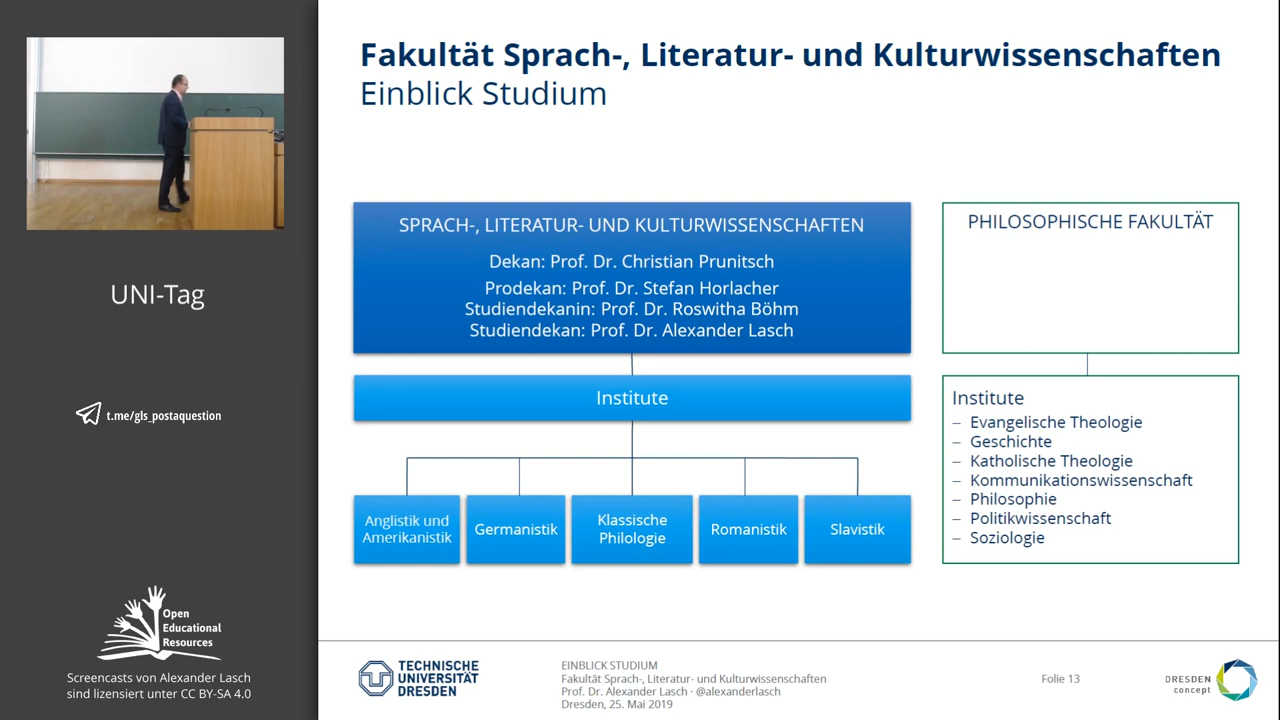 Fakultät Sprach-, Literatur- und Kulturwissenschaften
Einblick Studium
UNI-Tag
t.me/gls_postaquestion
Open
Educational
Resources
Screencasts von Alexander Lasch
sind lizensiert unter CC BY-SA 4.0
SPRACH-, LITERATUR- UND KULTURWISSENSCHAFTEN
Dekan: Prof. Dr. Christian Prunitsch
Prodekan: Prof. Dr. Stefan Horlacher
Studiendekanin: Prof. Dr. Roswitha Böhm
Studiendekan: Prof. Dr. Alexander Lasch
Institute
Anglistik und
Amerikanistik
Germanistik
Klassische
Philologie
Romanistik
Slavistik
PHILOSOPHISCHE FAKULTÄT
Institute
– Evangelische Theologie
– Geschichte
– Katholische Theologie
– Kommunikationswissenschaft
– Philosophie
– Politikwissenschaft
– Soziologie
TECHNISCHE
UNIVERSITÄT
DRESDEN
EINBLICK STUDIUM
Fakultät Sprach-, Literatur- und Kulturwissenschaften
Prof. Dr. Alexander Lasch · @alexanderlasch
Dresden, 25. Mai 2019
Folie 13
DRESDEN
concept